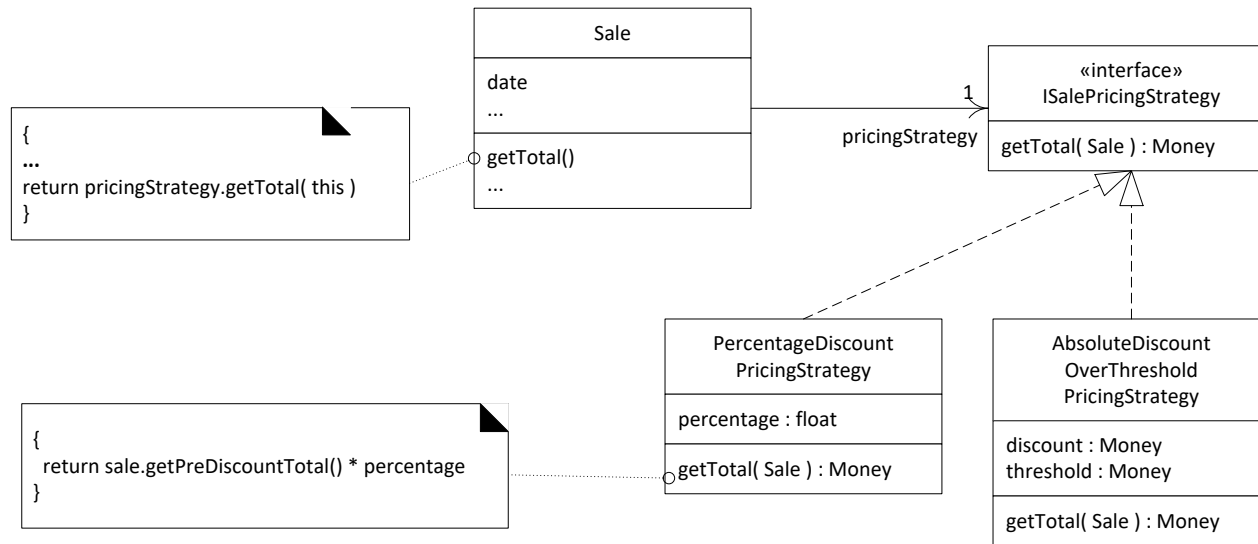 Sale
date
...
getTotal()
...
{
...
return pricingStrategy.getTotal( this )
}
1
pricingStrategy
«interface»
ISalePricingStrategy
getTotal( Sale ) : Money
PercentageDiscount
PricingStrategy
percentage : float
getTotal( Sale ) : Money
{
return sale.getPreDiscountTotal() * percentage
}
AbsoluteDiscount
OverThreshold
PricingStrategy
discount : Money
threshold : Money
getTotal( Sale ) : Money